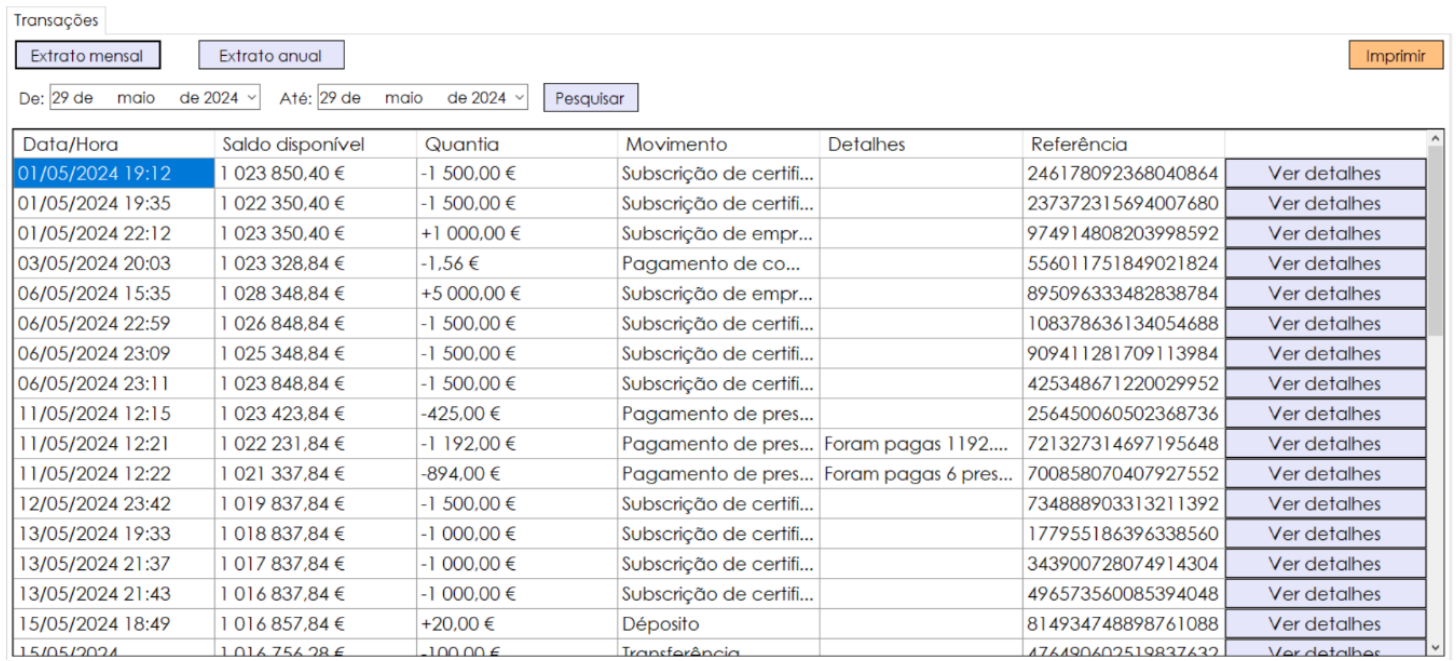 Transações
Extrato mensal Extrato anual Imprimir
De: 29 de maio de 2024 Até: 29 de maio de 2024 Pesquisar
Data/Hora Saldo disponível Quantia Movimento Detalhes Referência
01/05/2024 19:12 1 023 850,40 € -1 500,00 € Subscrição de certifi... 246178092368040864 Ver detalhes
01/05/2024 19:35 1 022 350,40 € -1 500,00 € Subscrição de certifi... 237372315694007680 Ver detalhes
01/05/2024 22:12 1 023 350,40 € +1 000,00 € Subscrição de empr... 974914808203998592 Ver detalhes
03/05/2024 20:03 1 023 328,84 € -1,56 € Pagamento de co... 556011751849021824 Ver detalhes
06/05/2024 15:35 1 028 348,84 € +5 000,00 € Subscrição de empr... 895096333482838784 Ver detalhes
06/05/2024 22:59 1 026 848,84 € -1 500,00 € Subscrição de certifi... 108378636134054688 Ver detalhes
06/05/2024 23:09 1 025 348,84 € -1 500,00 € Subscrição de certifi... 909411281709113984 Ver detalhes
06/05/2024 23:11 1 023 848,84 € -1 500,00 € Subscrição de certifi... 425348671220029952 Ver detalhes
11/05/2024 12:15 1 023 423,84 € -425,00 € Pagamento de pres... 256450060502368736 Ver detalhes
11/05/2024 12:21 1 022 231,84 € -1 192,00 € Pagamento de pres... Foram pagas 1192.... 721327314697195648 Ver detalhes
11/05/2024 12:22 1 021 337,84 € -894,00 € Pagamento de pres... Foram pagas 6 pres... 700858070407927552 Ver detalhes
12/05/2024 23:42 1 019 837,84 € -1 500,00 € Subscrição de certifi... 734888903313211392 Ver detalhes
13/05/2024 19:33 1 018 837,84 € -1 000,00 € Subscrição de certifi... 177955186396338560 Ver detalhes
13/05/2024 21:37 1 017 837,84 € -1 000,00 € Subscrição de certifi... 343900728074914304 Ver detalhes
13/05/2024 21:43 1 016 837,84 € -1 000,00 € Subscrição de certifi... 496573560085394048 Ver detalhes
15/05/2024 18:49 1 016 857,84 € +20,00 € Déposito 814934748898761088 Ver detalhes
15/05/2024 1 016 756,28 € -100,00 € Transferência 476490602519837632 Ver detalhes